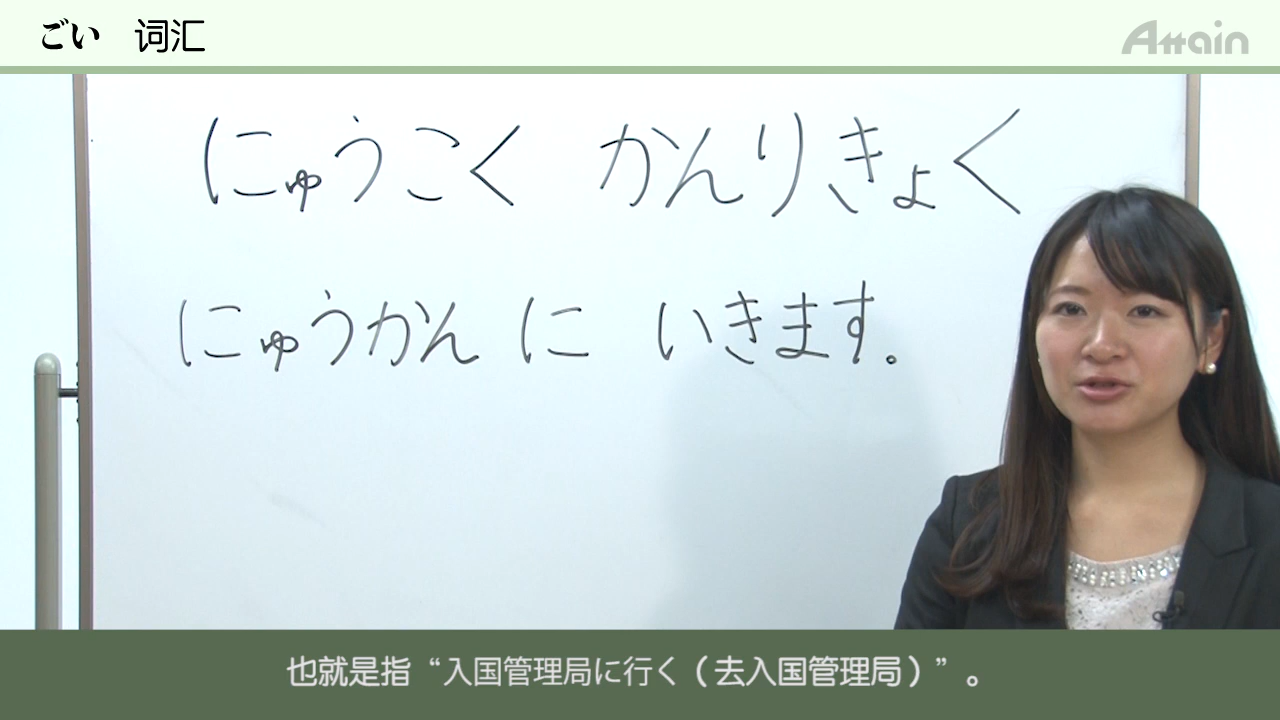 ごい 词汇
Attain
にゅうこく かんりきょく
にゅうかん に いきます。
也就是指“入国管理局に行く（去入国管理局）”。